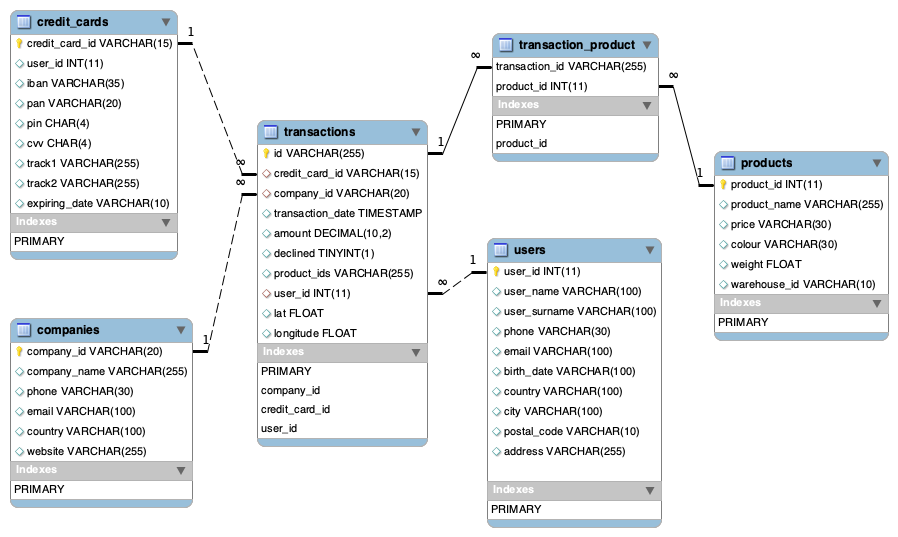 credit_cards
credit_card_id VARCHAR(15)
user_id INT(11)
iban VARCHAR(35)
pan VARCHAR(20)
pin CHAR(4)
cvv CHAR(4)
track1 VARCHAR(255)
track2 VARCHAR(255)
expiring_date VARCHAR(10)
Indexes
PRIMARY
1
∞
∞
1
companies
company_id VARCHAR(20)
company_name VARCHAR(255)
phone VARCHAR(30)
email VARCHAR(100)
country VARCHAR(100)
website VARCHAR(255)
Indexes
PRIMARY
transactions
id VARCHAR(255)
credit_card_id VARCHAR(15)
company_id VARCHAR(20)
transaction_date TIMESTAMP
amount DECIMAL(10,2)
declined TINYINT(1)
product_ids VARCHAR(255)
user_id INT(11)
lat FLOAT
longitude FLOAT
Indexes
PRIMARY
company_id
credit_card_id
user_id
1
∞
∞
1
transaction_product
transaction_id VARCHAR(255)
product_id INT(11)
Indexes
PRIMARY
product_id
∞
1
users
user_id INT(11)
user_name VARCHAR(100)
user_surname VARCHAR(100)
phone VARCHAR(30)
email VARCHAR(100)
birth_date VARCHAR(100)
country VARCHAR(100)
city VARCHAR(100)
postal_code VARCHAR(10)
address VARCHAR(255)
Indexes
PRIMARY
products
product_id INT(11)
product_name VARCHAR(255)
price VARCHAR(30)
colour VARCHAR(30)
weight FLOAT
warehouse_id VARCHAR(10)
Indexes
PRIMARY